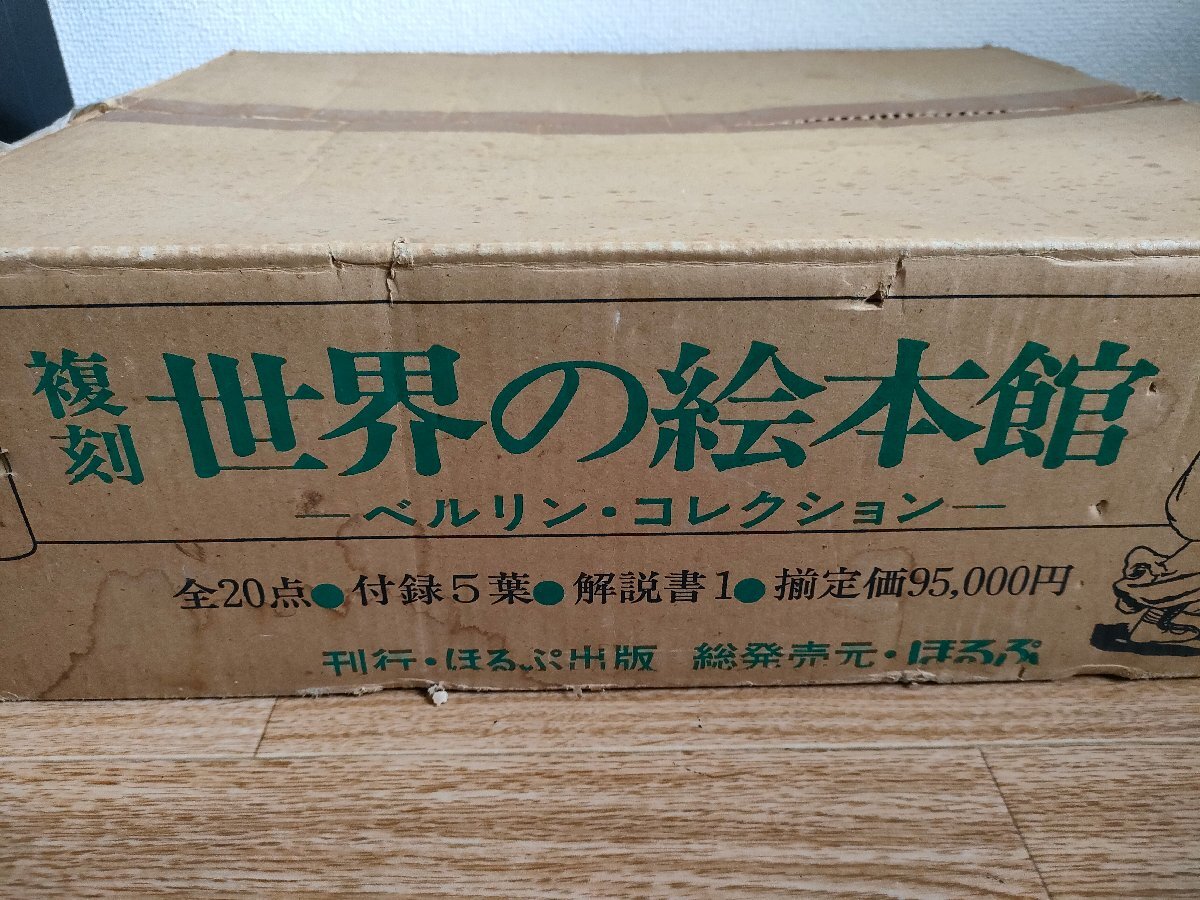 複刻 世界の絵本館
―ベルリン・コレクション―
全20点●付録5葉●解説書1●揃定価95,000円
刊行・ほるぷ出版 総発売元・ほるぷ